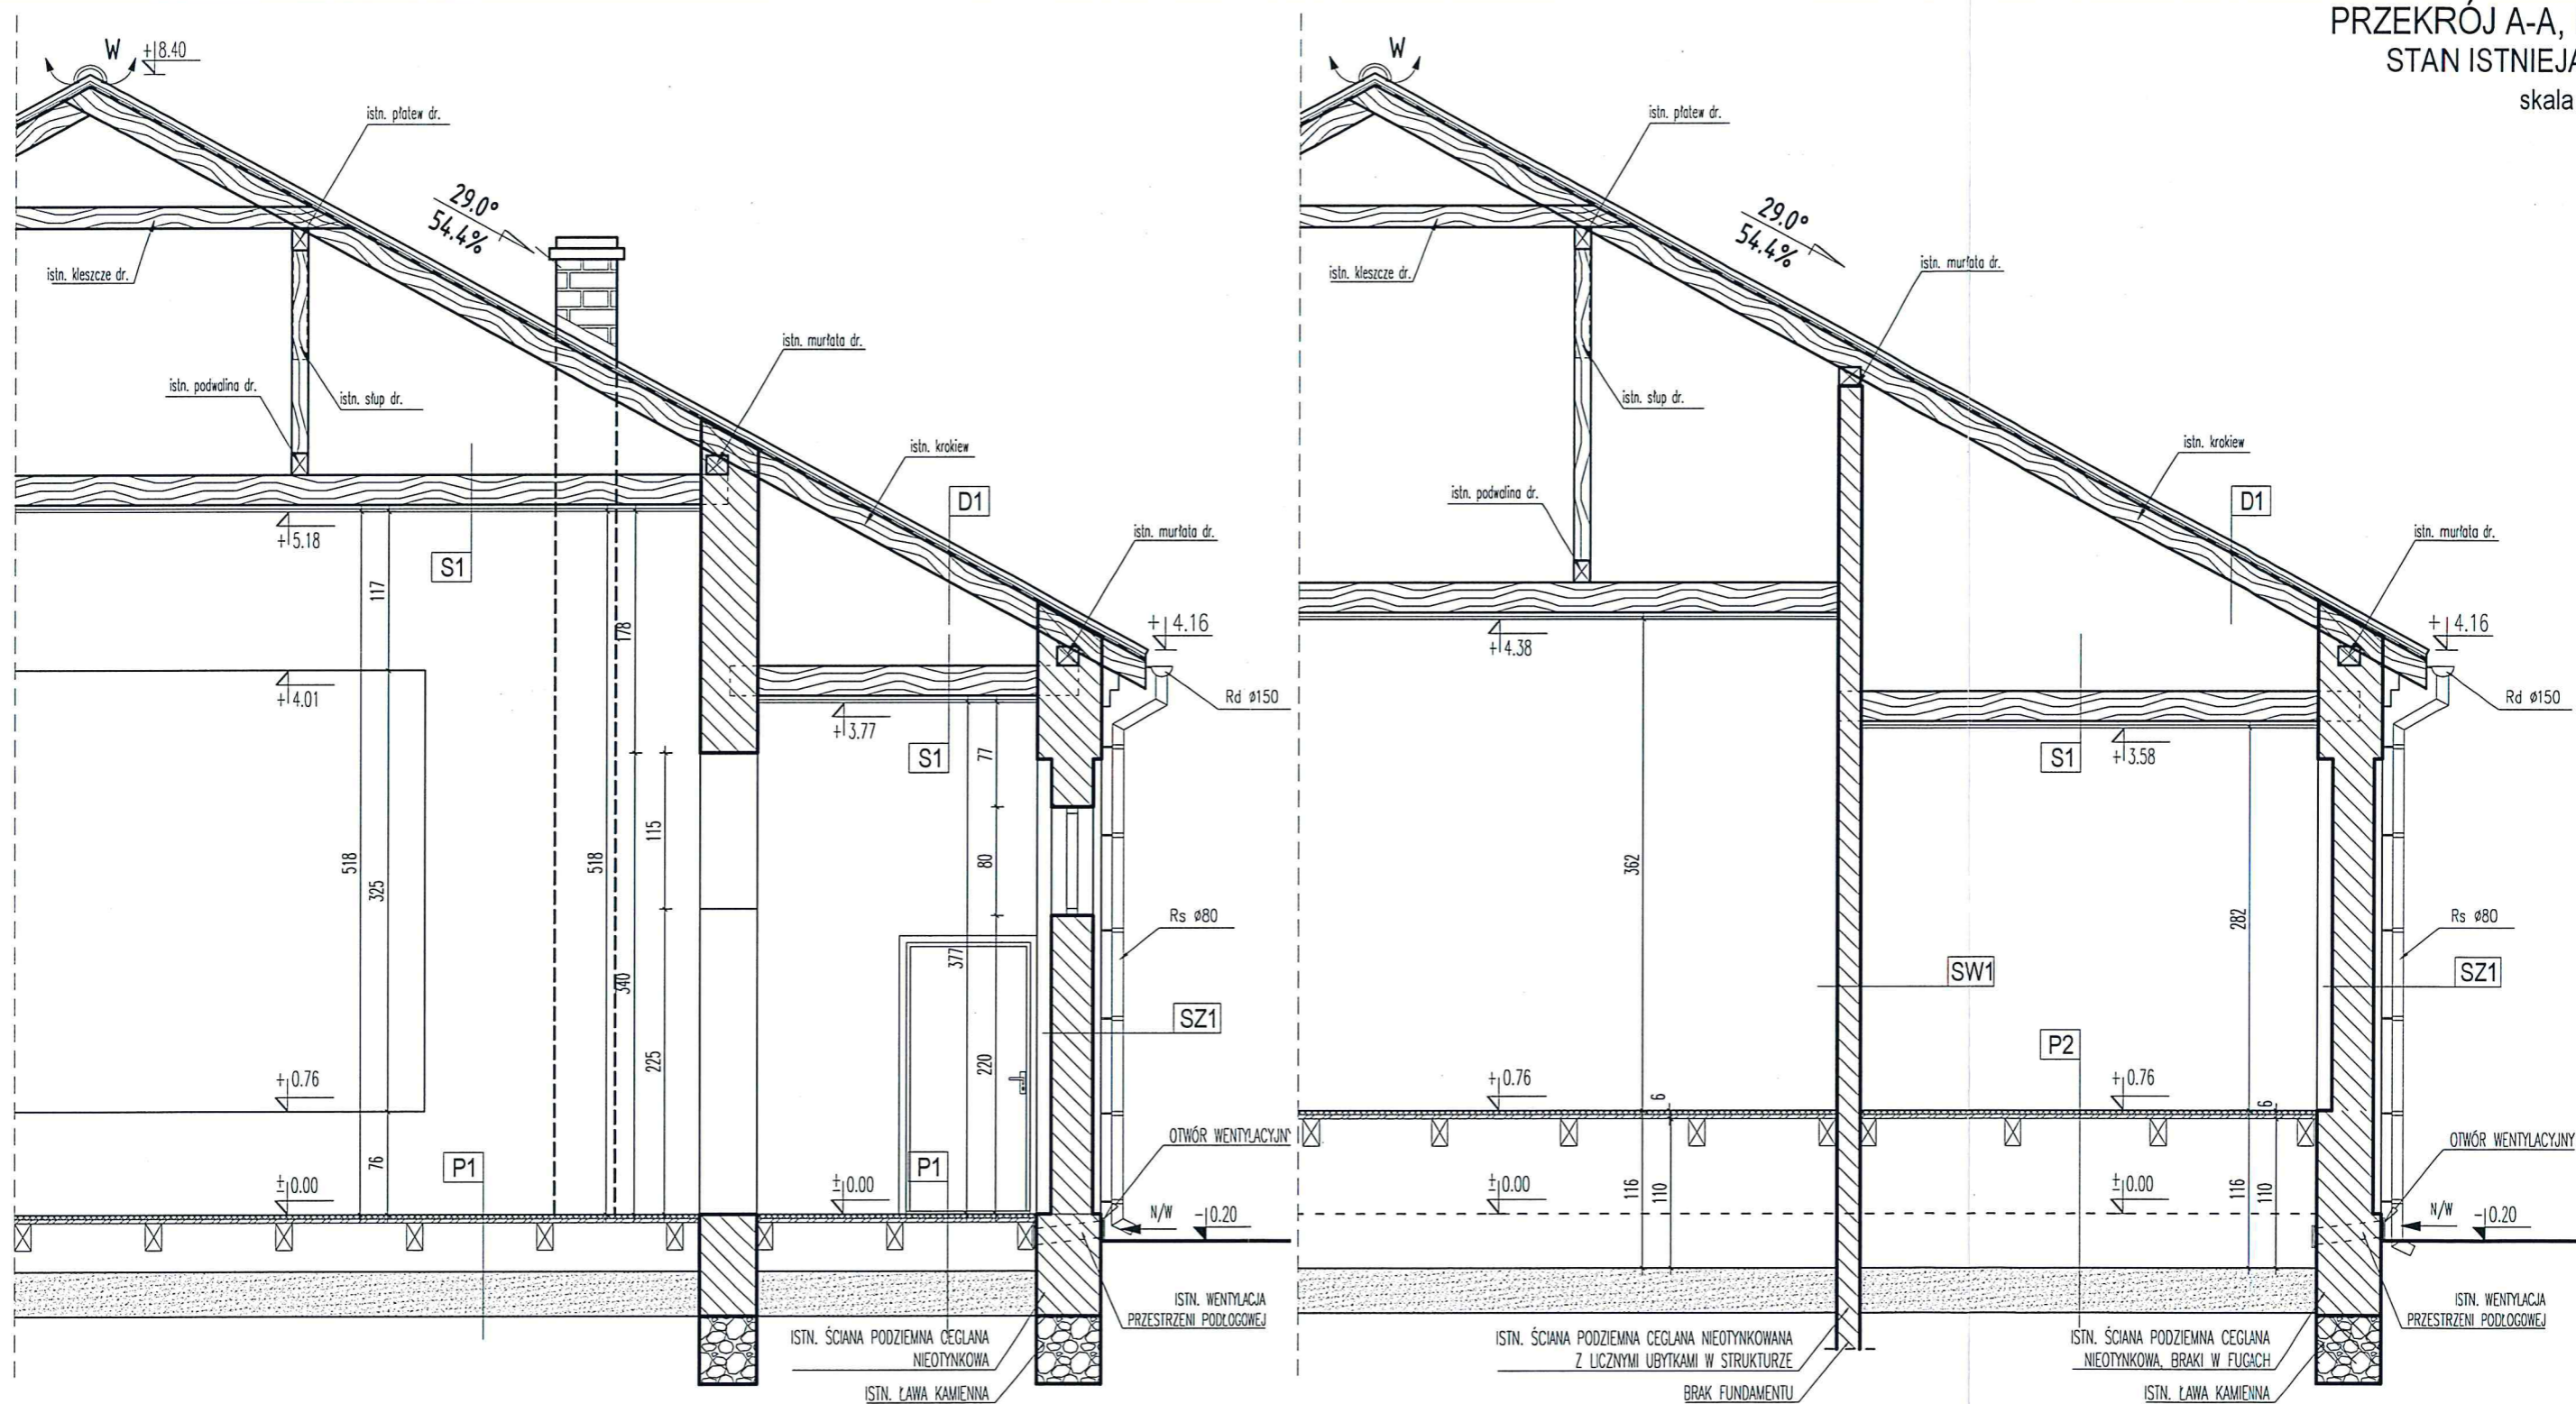 PRZEKRÓJ A-A,
STAN ISTNIEJĄ
skala
W
+8.40
istn. płatew dr.
29.0°
54.4%
istn. kleszcze dr.
istn. murłata dr.
istn. podwalina dr.
istn. słup dr.
istn. krokiew
D1
istn. murłata dr.
+5.18
S1
117
178
+4.16
+4.01
Rd ø150
+3.77
S1
77
115
80
518
325
518
Rs ø80
377
340
SZ1
225
220
+0.76
OTWÓR WENTYLACYJN
76
P1
P1
±0.00
±0.00
N/W
-0.20
ISTN. WENTYLACJA
PRZESTRZENI PODŁOGOWEJ
ISTN. ŚCIANA PODZIEMNA CEGLANA
NIEOTYNKOWA
ISTN. ŁAWA KAMIENNA
W
istn. płatew dr.
29.0°
54.4%
istn. kleszcze dr.
istn. murłata dr.
istn. słup dr.
istn. krokiew
istn. podwalina dr.
D1
istn. murłata dr.
+4.16
+4.38
Rd ø150
S1
+3.58
362
282
Rs ø80
SW1
SZ1
P2
+0.76
6
+0.76
6
OTWÓR WENTYLACYJNY
±0.00
116
110
±0.00
116
110
N/W
-0.20
ISTN. WENTYLACJA
PRZESTRZENI PODŁOGOWEJ
ISTN. ŚCIANA PODZIEMNA CEGLANA NIEOTYNKOWANA
Z LICZNYMI UBYTKAMI W STRUKTURZE
BRAK FUNDAMENTU
ISTN. ŚCIANA PODZIEMNA CEGLANA
NIEOTYNKOWA, BRAKI W FUGACH
ISTN. ŁAWA KAMIENNA